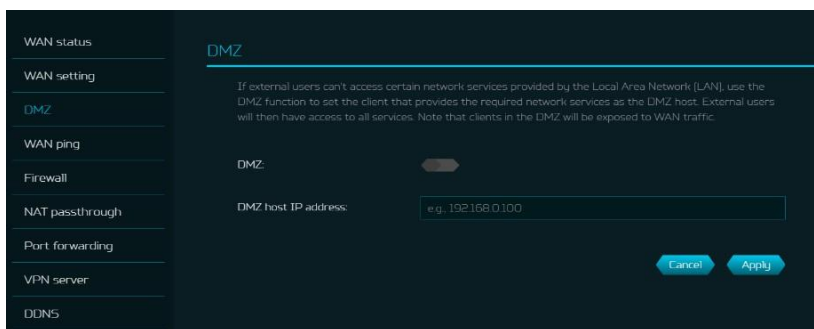 WAN status
WAN setting
DMZ
WAN ping
Firewall
NAT passthrough
Port forwarding
VPN server
DDNS
DMZ
If external users can't access certain network services provided by the Local Area Network (LAN), use the
DMZ function to set the client that provides the required network services as the DMZ host. External users
will then have access to all services. Note that clients in the DMZ will be exposed to WAN traffic.
DMZ:
DMZ host IP address:
e.g., 192.168.0.100
Cancel
Apply